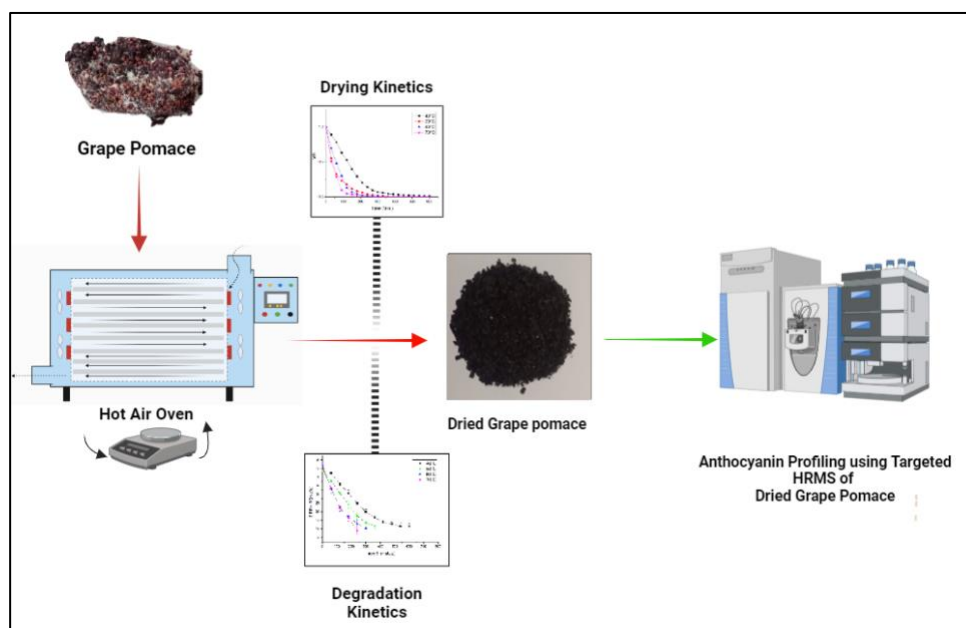 Grape Pomace
Drying Kinetics
Hot Air Oven
Dried Grape pomace
Anthocyanin Profiling using Targeted
HRMS of
Dried Grape Pomace
Degradation
Kinetics